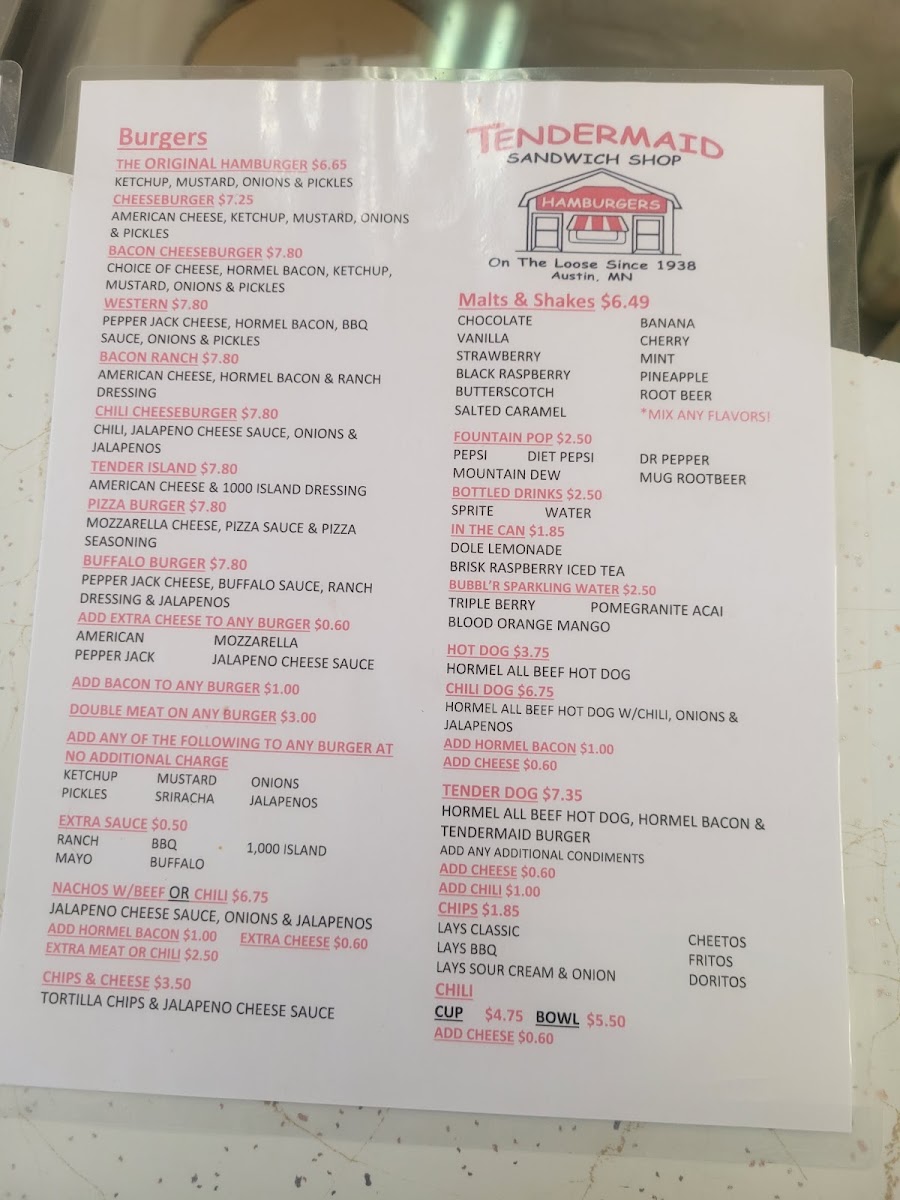 Burgers
THE ORIGINAL HAMBURGER $6.65
KETCHUP, MUSTARD, ONIONS & PICKLES
CHEESEBURGER $7.25
AMERICAN CHEESE, KETCHUP, MUSTARD, ONIONS
& PICKLES
BACON CHEESEBURGER $7.80
CHOICE OF CHEESE, HORMEL BACON, KETCHUP,
MUSTARD, ONIONS & PICKLES
WESTERN $7.80
PEPPER JACK CHEESE, HORMEL BACON, BBQ
SAUCE, ONIONS & PICKLES
BACON RANCH $7.80
AMERICAN CHEESE, HORMEL BACON & RANCH
DRESSING
CHILI CHEESEBURGER $7.80
CHILI, JALAPENO CHEESE SAUCE, ONIONS &
JALAPENOS
TENDER ISLAND $7.80
AMERICAN CHEESE & 1000 ISLAND DRESSING
PIZZA BURGER $7.80
MOZZARELLA CHEESE, PIZZA SAUCE & PIZZA
SEASONING
BUFFALO BURGER $7.80
PEPPER JACK CHEESE, BUFFALO SAUCE, RANCH
DRESSING & JALAPENOS
ADD EXTRA CHEESE TO ANY BURGER $0.60
AMERICAN MOZZARELLA
PEPPER JACK JALAPENO CHEESE SAUCE
ADD BACON TO ANY BURGER $1.00
DOUBLE MEAT ON ANY BURGER $3.00
ADD ANY OF THE FOLLOWING TO ANY BURGER AT
NO ADDITIONAL CHARGE
KETCHUP MUSTARD ONIONS
PICKLES SRIRACHA JALAPENOS
EXTRA SAUCE $0.50
RANCH BBQ 1,000 ISLAND
MAYO BUFFALO
NACHOS W/BEEF OR CHILI $6.75
JALAPENO CHEESE SAUCE, ONIONS & JALAPENOS
ADD HORMEL BACON $1.00 EXTRA CHEESE $0.60
EXTRA MEAT OR CHILI $2.50
CHIPS & CHEESE $3.50
TORTILLA CHIPS & JALAPENO CHEESE SAUCE
TENDERMAID
SANDWICH SHOP
HAMBURGERS
On The Loose Since 1938
Austin, MN
Malts & Shakes $6.49
CHOCOLATE BANANA
VANILLA CHERRY
STRAWBERRY MINT
BLACK RASPBERRY PINEAPPLE
BUTTERSCOTCH ROOT BEER
SALTED CARAMEL *MIX ANY FLAVORS!
FOUNTAIN POP $2.50
PEPSI DIET PEPSI DR PEPPER
MOUNTAIN DEW MUG ROOTBEER
BOTTLED DRINKS $2.50
SPRITE WATER
IN THE CAN $1.85
DOLE LEMONADE
BRISK RASPBERRY ICED TEA
BUBBL'R SPARKLING WATER $2.50
TRIPLE BERRY POMEGRANITE ACAI
BLOOD ORANGE MANGO
HOT DOG $3.75
HORMEL ALL BEEF HOT DOG
CHILI DOG $6.75
HORMEL ALL BEEF HOT DOG W/CHILI, ONIONS &
JALAPENOS
ADD HORMEL BACON $1.00
ADD CHEESE $0.60
TENDER DOG $7.35
HORMEL ALL BEEF HOT DOG, HORMEL BACON &
TENDERMAID BURGER
ADD ANY ADDITIONAL CONDIMENTS
ADD CHEESE $0.60
ADD CHILI $1.00
CHIPS $1.85
LAYS CLASSIC CHEETOS
LAYS BBQ FRITOS
LAYS SOUR CREAM & ONION DORITOS
CHILI
CUP $4.75 BOWL $5.50
ADD CHEESE $0.60